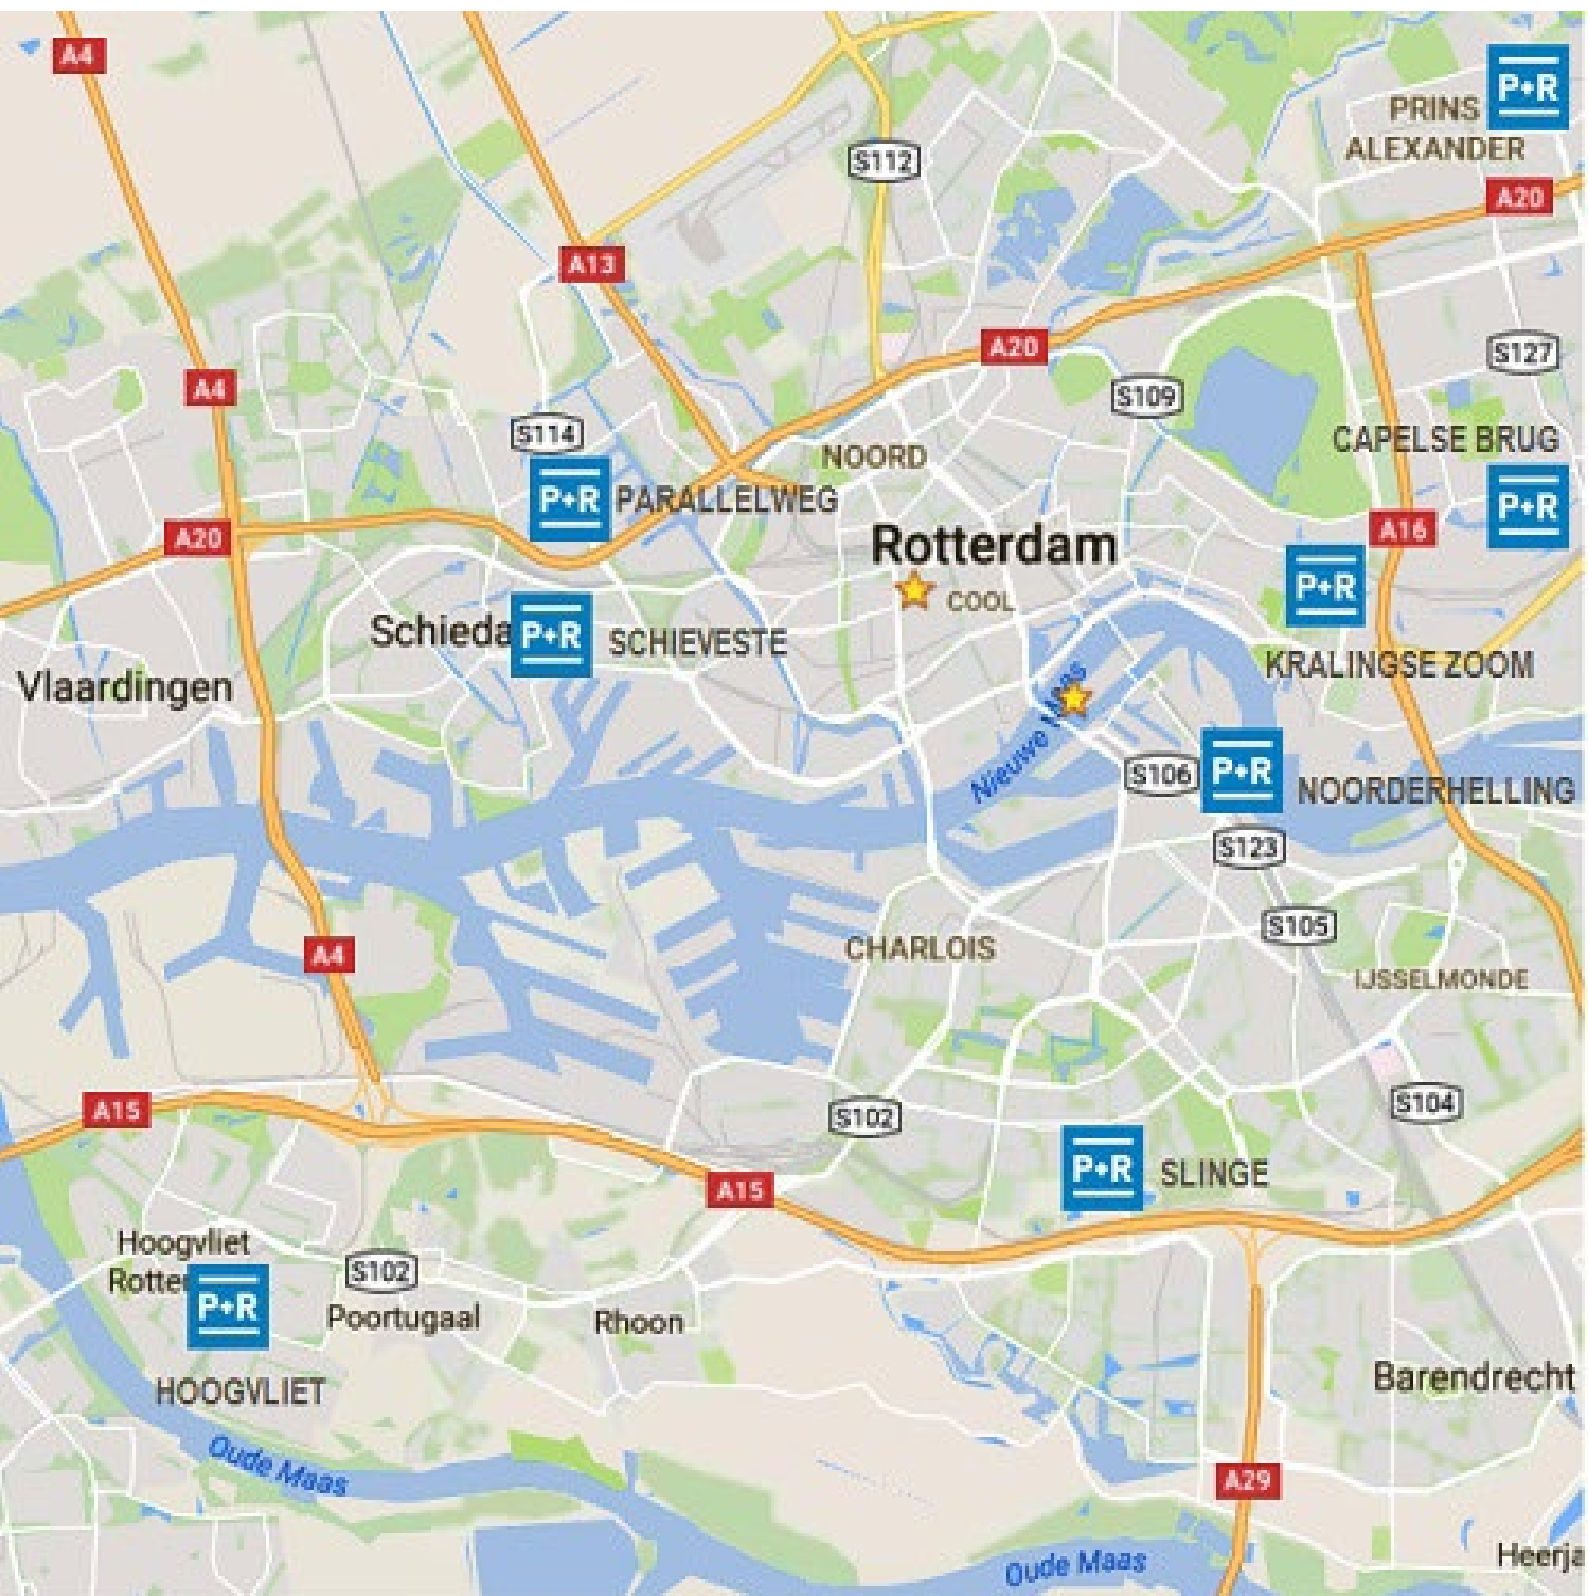 A4
P+R
PRINS
ALEXANDER
S112
A20
A13
A20
S127
A4
S109
S114
CAPELSE BRUG
NOORD
P+R
PARALLELWEG
P+R
A20
A16
Rotterdam
P+R
COOL
Schieda
P+R
SCHIEVESTE
KRALINGSE ZOOM
Vlaardingen
Nieuwe Maas
S106
P+R
NOORDERHELLING
S123
S105
A4
CHARLOIS
IJSSELMONDE
A15
S102
S104
P+R
SLINGE
A15
Hoogvliet
Rotter
P+R
S102
Poortugaal
Rhoon
HOOGVLIET
Barendrecht
Oude Maas
A29
Oude Maas
Heerja